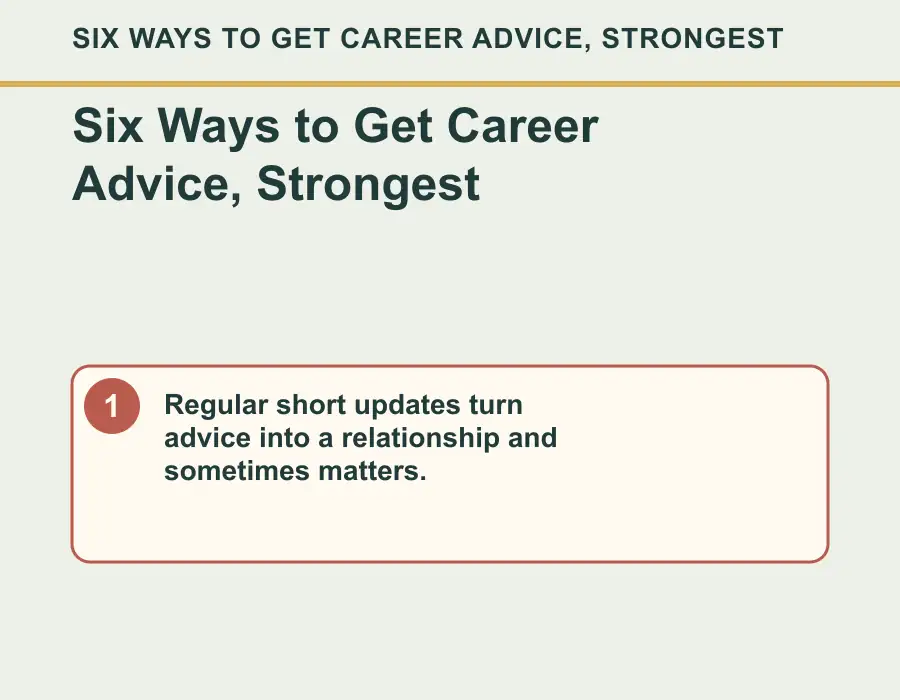 SIX WAYS TO GET CAREER ADVICE, STRONGEST
Six Ways to Get Career
Advice, Strongest
1
Regular short updates turn
advice into a relationship and
sometimes matters.